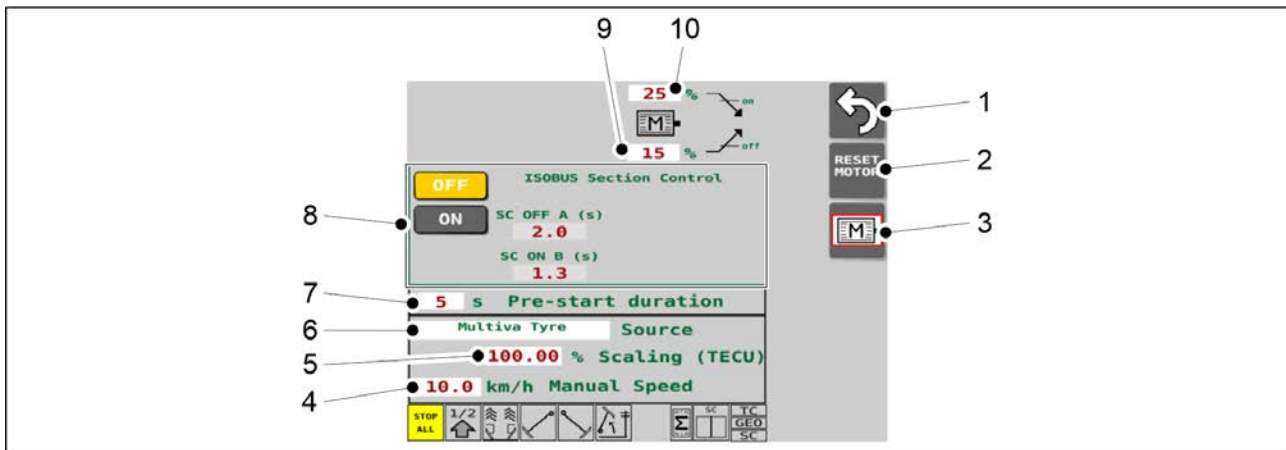 9 10
25 % on
M
15 % off
1
RESET
MOTOR
2
OFF ISOBUS Section Control
ON SC OFF A (s)
2.0
8
M
3
SC ON B (s)
1.3
7
5 s Pre-start duration
6
Multiva Tyre Source
5
100.00 % Scaling (TECU)
4
10.0 km/h Manual Speed
STOP
ALL
1/2
Σ
PLUS
SC
TC
GEO
SC